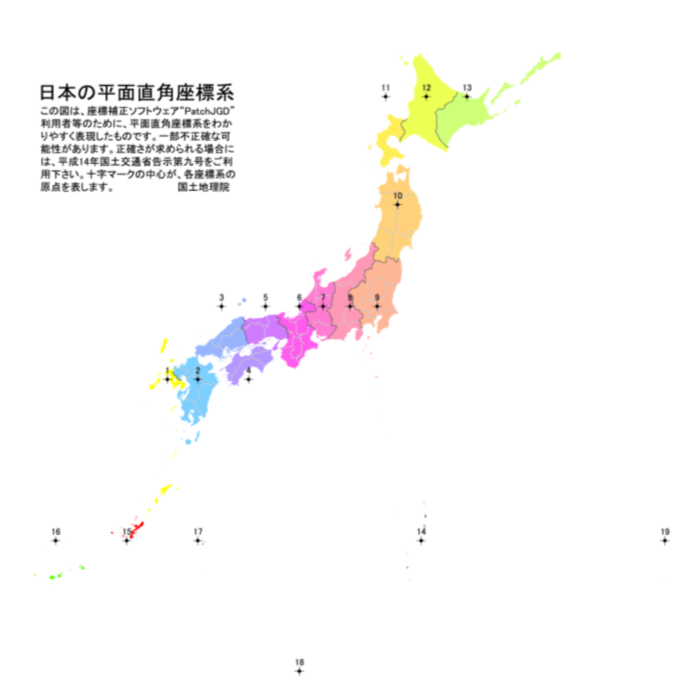 日本の平面直角座標系
この図は、座標補正ソフトウェア"PatchJGD"
利用者等のために、平面直角座標系をわか
りやすく表現したものです。一部不正確な可
能性があります。正確さが求められる場合に
は、平成14年国土交通省告示第九号をご利
用下さい。十字マークの中心が、各座標系の
原点を表します。 国土地理院
11 12 13
10
3 5 6 7 8 9
1 2 4
16 15 17 14 19
18